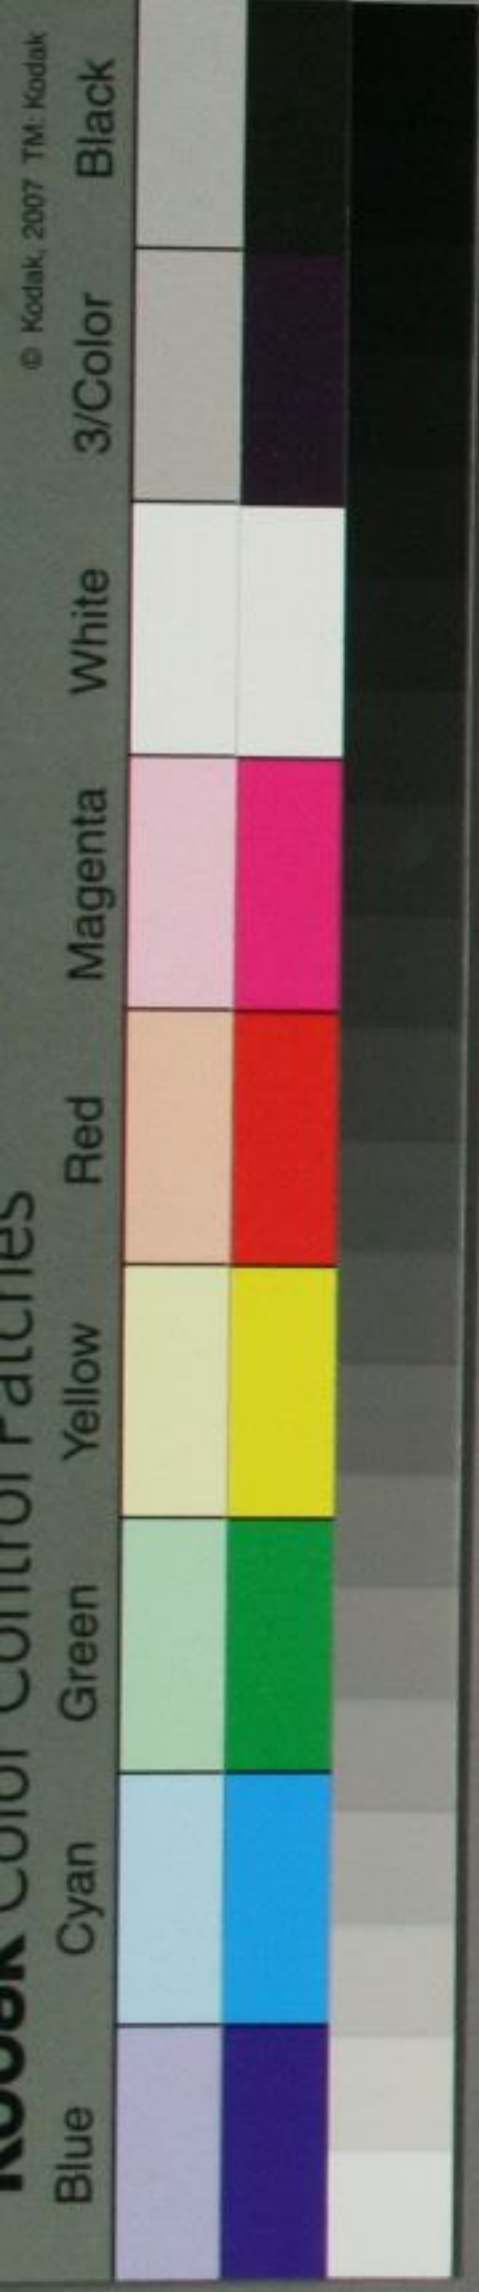 Kodak Color Control Patches
© Kodak, 2007 TM: Kodak
Blue Cyan Green Yellow Red Magenta White 3/Color Black